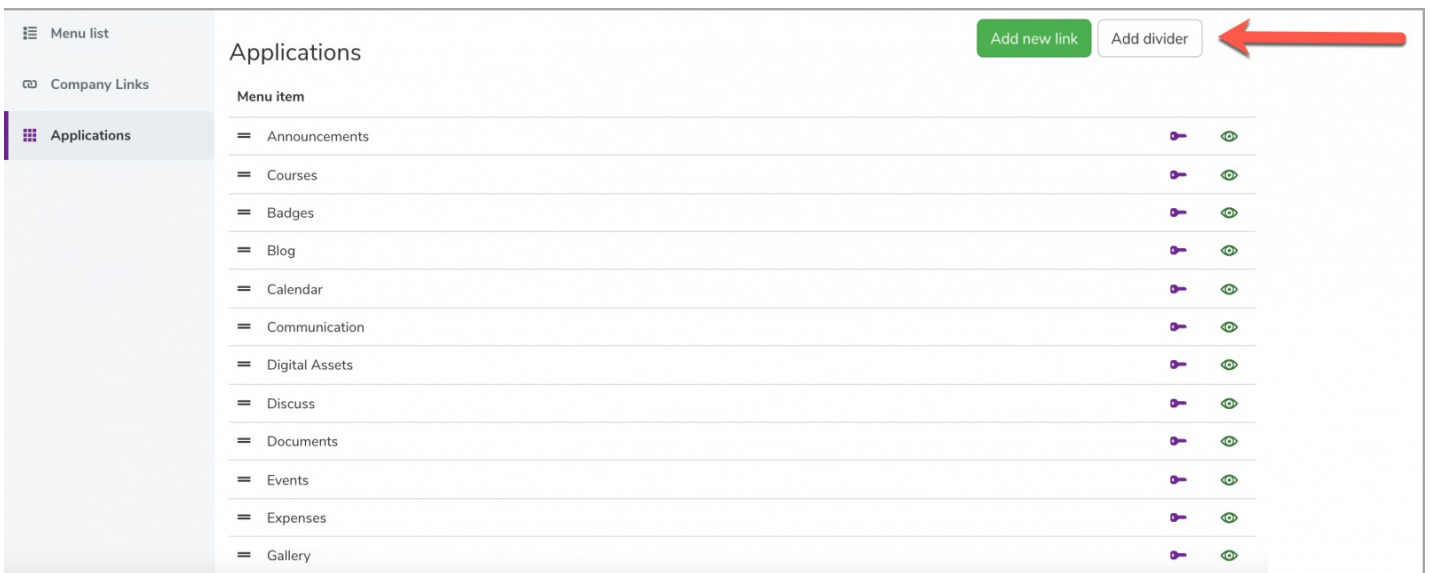 Menu list
Company Links
Applications
Applications
Add new link
Add divider
Menu item
Announcements
Courses
Badges
Blog
Calendar
Communication
Digital Assets
Discuss
Documents
Events
Expenses
Gallery